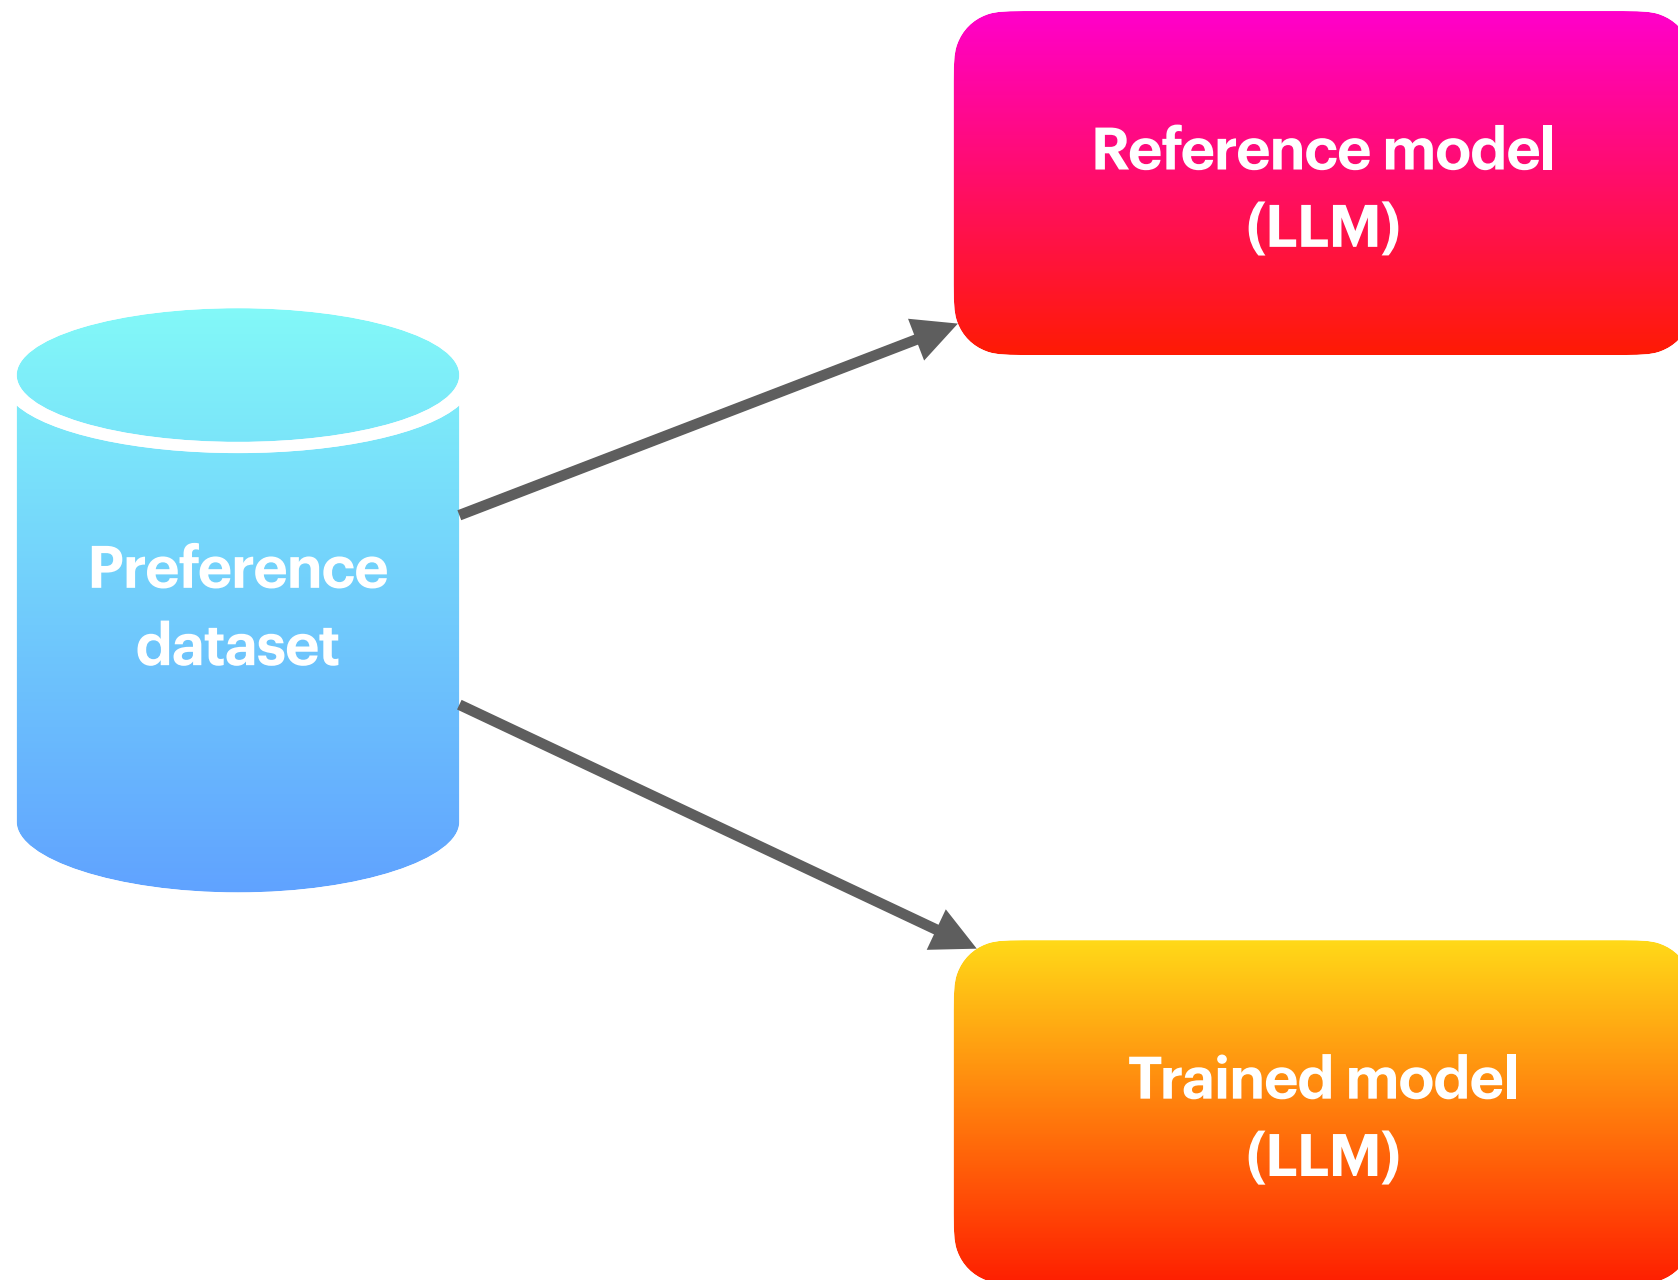 Reference model
(LLM)
Preference
dataset
Trained model
(LLM)